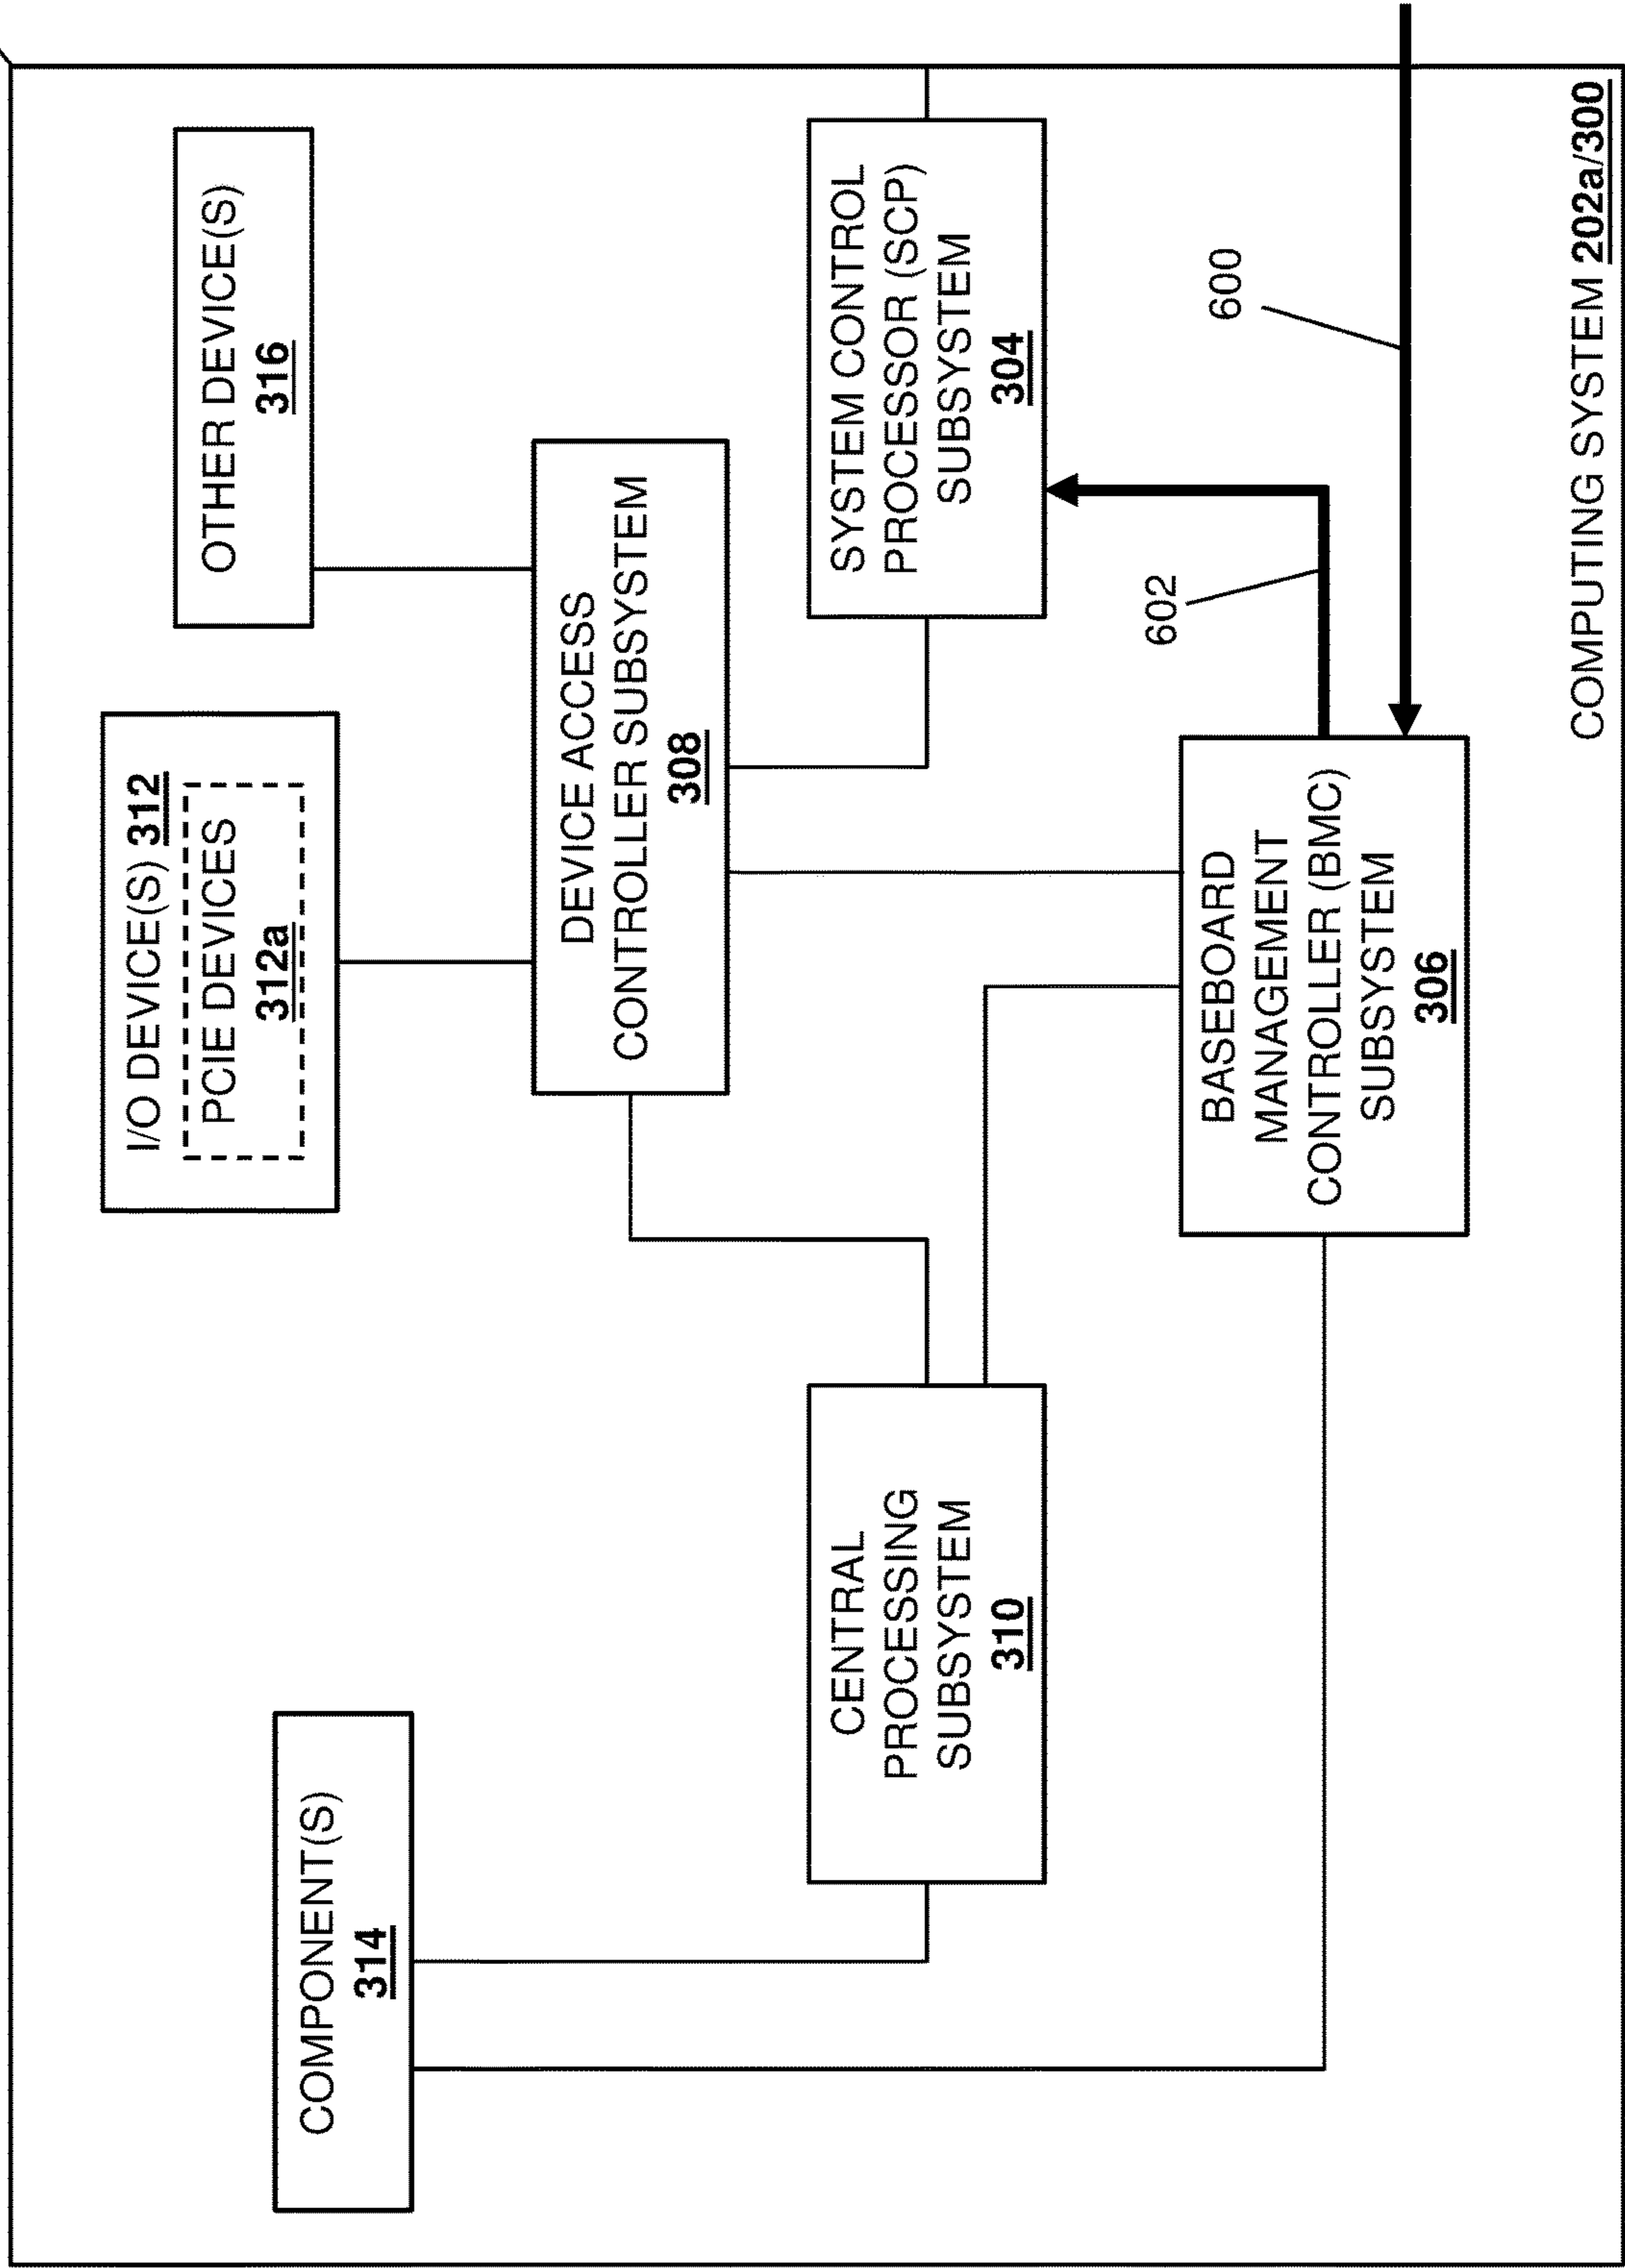 COMPUTING SYSTEM 202a/300
COMPONENT(S)
314
I/O DEVICE(S) 312
PCIE DEVICES
312a
OTHER DEVICE(S)
316
DEVICE ACCESS
CONTROLLER SUBSYSTEM
308
CENTRAL
PROCESSING
SUBSYSTEM
310
SYSTEM CONTROL
PROCESSOR (SCP)
SUBSYSTEM
304
602
600
BASEBOARD
MANAGEMENT
CONTROLLER (BMC)
SUBSYSTEM
306